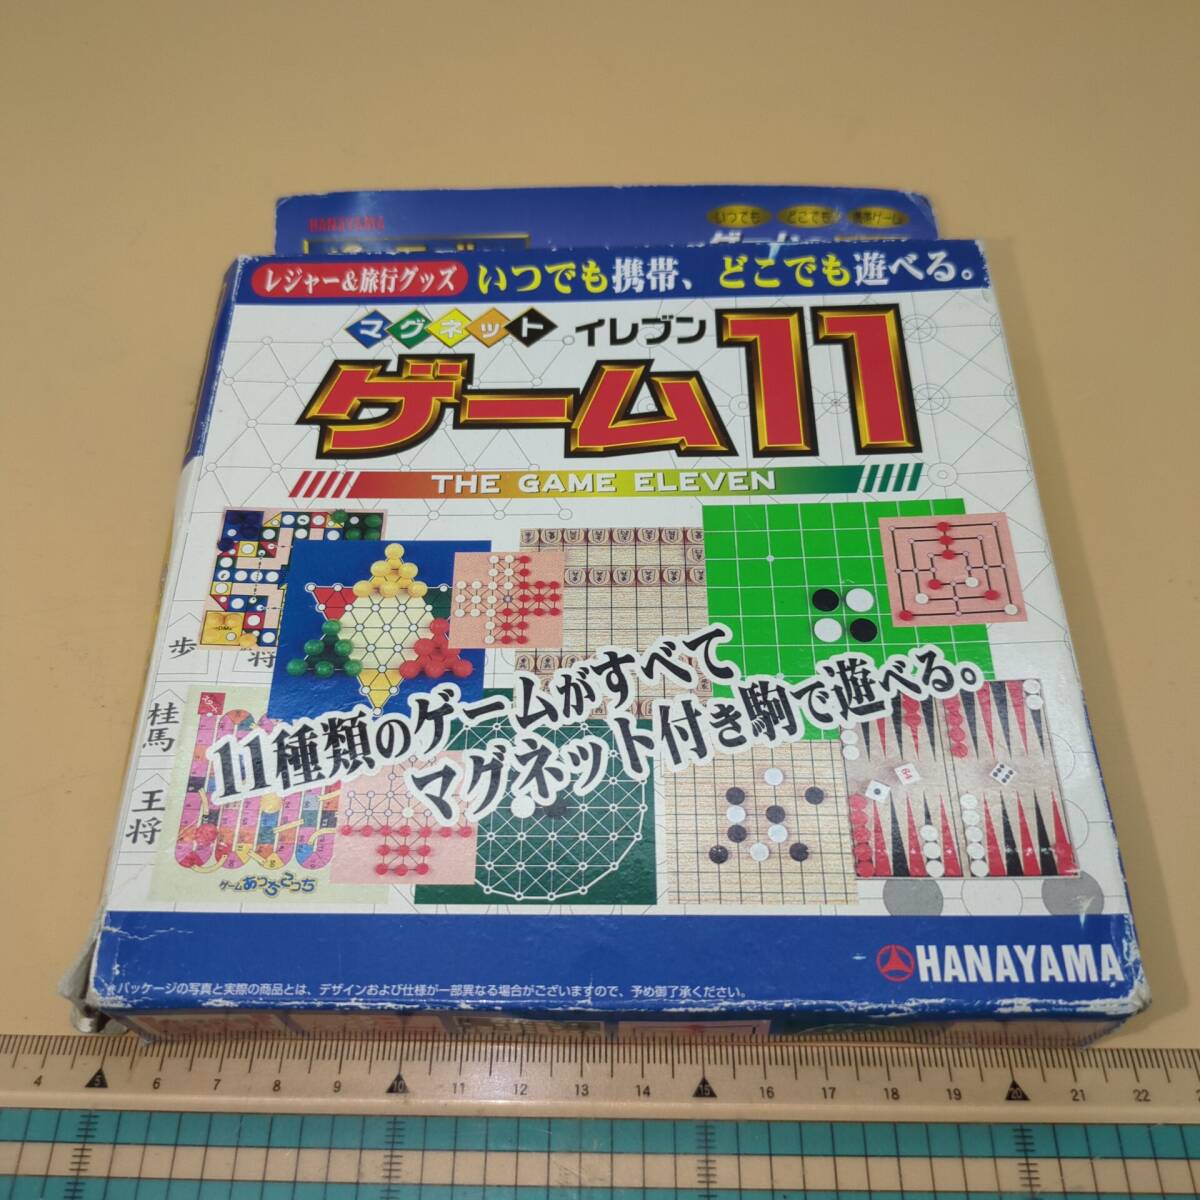 HANAYAMA
いつでも どこでも 携帯ゲーム
レジャー&旅行グッズ いつでも携帯、どこでも遊べる。
マグネット イレブン
ゲーム11
THE GAME ELEVEN
歩
将
桂馬
王将
11種類のゲームがすべて
マグネット付き駒で遊べる。
ゲームあっちこっち
HANAYAMA
★パッケージの写真と実際の商品とは、デザインおよび仕様が一部異なる場合がございますので、予め御了承ください。
4 5 6 7 8 9 10 11 12 13 14 15 16 17 18 19 20 21 22